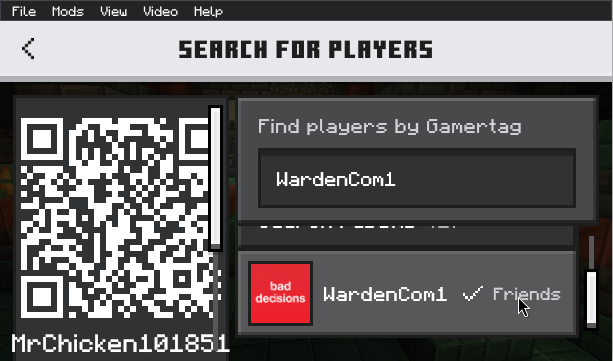 File Mods View Video Help
SEARCH FOR PLAYERS
Find players by Gamertag
WardenCom1
bad
decisions
WardenCom1 Friends
MrChicken101851